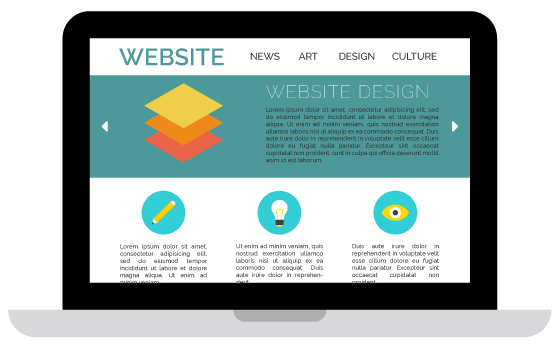 WEBSITE NEWS ART DESIGN CULTURE
WEBSITE DESIGN
Lorem ipsum dolor sit amet, consectetur adipisicing elit,
sed do eiusmod tempor incididunt ut labore et dolore magna
aliqua. Ut enim ad minim veniam, quis nostrud exercitation
ullamco laboris nisi ut aliquip ex ea commodo consequat. Duis
aute irure dolor in reprehenderit in voluptate velit esse cillum
dolore eu fugiat nulla pariatur. Excepteur sint occaecat
cupidatat non proident, sunt in culpa qui officia deserunt mollit
anim id est laborum.
Lorem ipsum dolor sit amet,
consectetur adipisicing elit,
sed do eiusmod tempor
incididunt ut labore et dolore
magna aliqua. Ut enim ad
minim veniam
Ut enim ad minim veniam, quis
nostrud exercitation ullamco
laboris nisi ut aliquip ex ea
commodo consequat. Duis
aute irure dolor in reprehen-
derit
Duis aute irure dolor in
reprehenderit in voluptate velit
esse cillum dolore eu fugiat
nulla pariatur. Excepteur sint
occaecat cupidatat non
proident